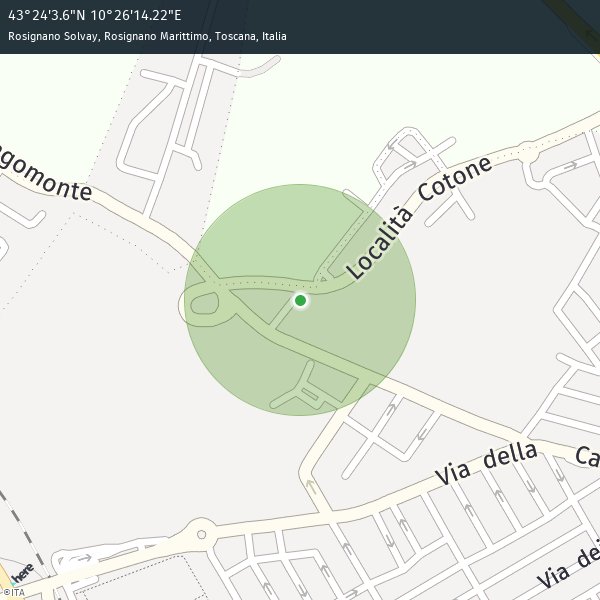 43°24'3.6"N 10°26'14.22"E
Rosignano Solvay, Rosignano Marittimo, Toscana, Italia
gomonte
Località Cotone
Via della
Ca
Via dei
here
©ITA